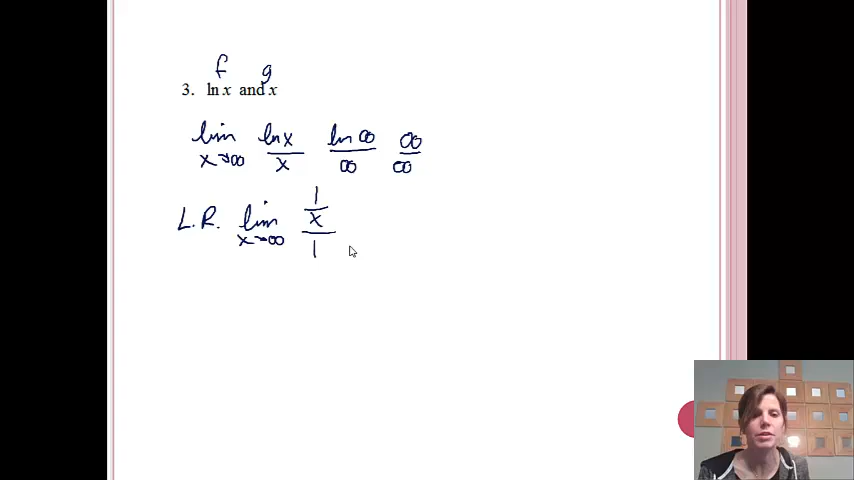 f g
3. ln x and x
lim x→∞ ln x / x ln ∞ / ∞ ∞ / ∞
L.R. lim x→∞ 1/x / 1